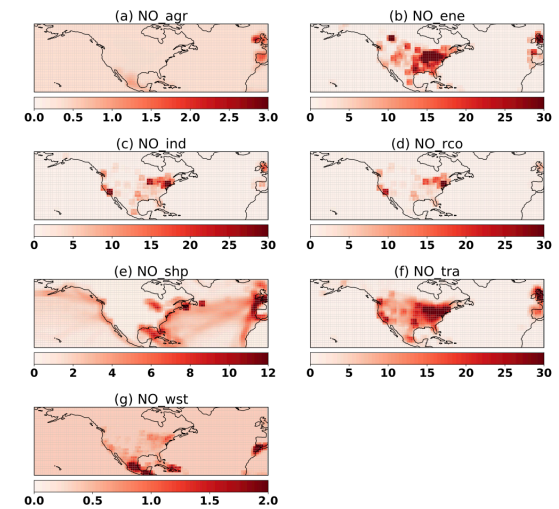 (a) NO_agr
0.0 0.5 1.0 1.5 2.0 2.5 3.0
(b) NO_ene
0 5 10 15 20 25 30
(c) NO_ind
0 5 10 15 20 25 30
(d) NO_rco
0 5 10 15 20 25 30
(e) NO_shp
0 2 4 6 8 10 12
(f) NO_tra
0 5 10 15 20 25 30
(g) NO_wst
0.0 0.5 1.0 1.5 2.0